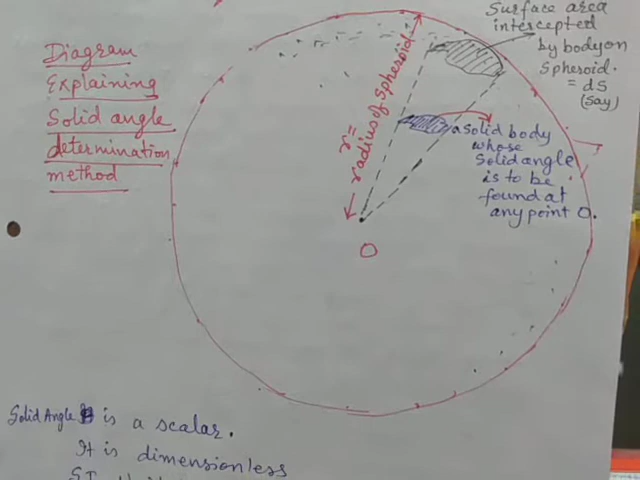 Diagram
Explaining
Solid angle
determination
method
r=
radius of Spheroid
Surface area
intercepted
by body on
Spheroid.
= ds
(say)
a solid body
whose
solid angle
is to be
found at
any point O.
O
Solid Angle is a scalar.
It is dimensionless
SI